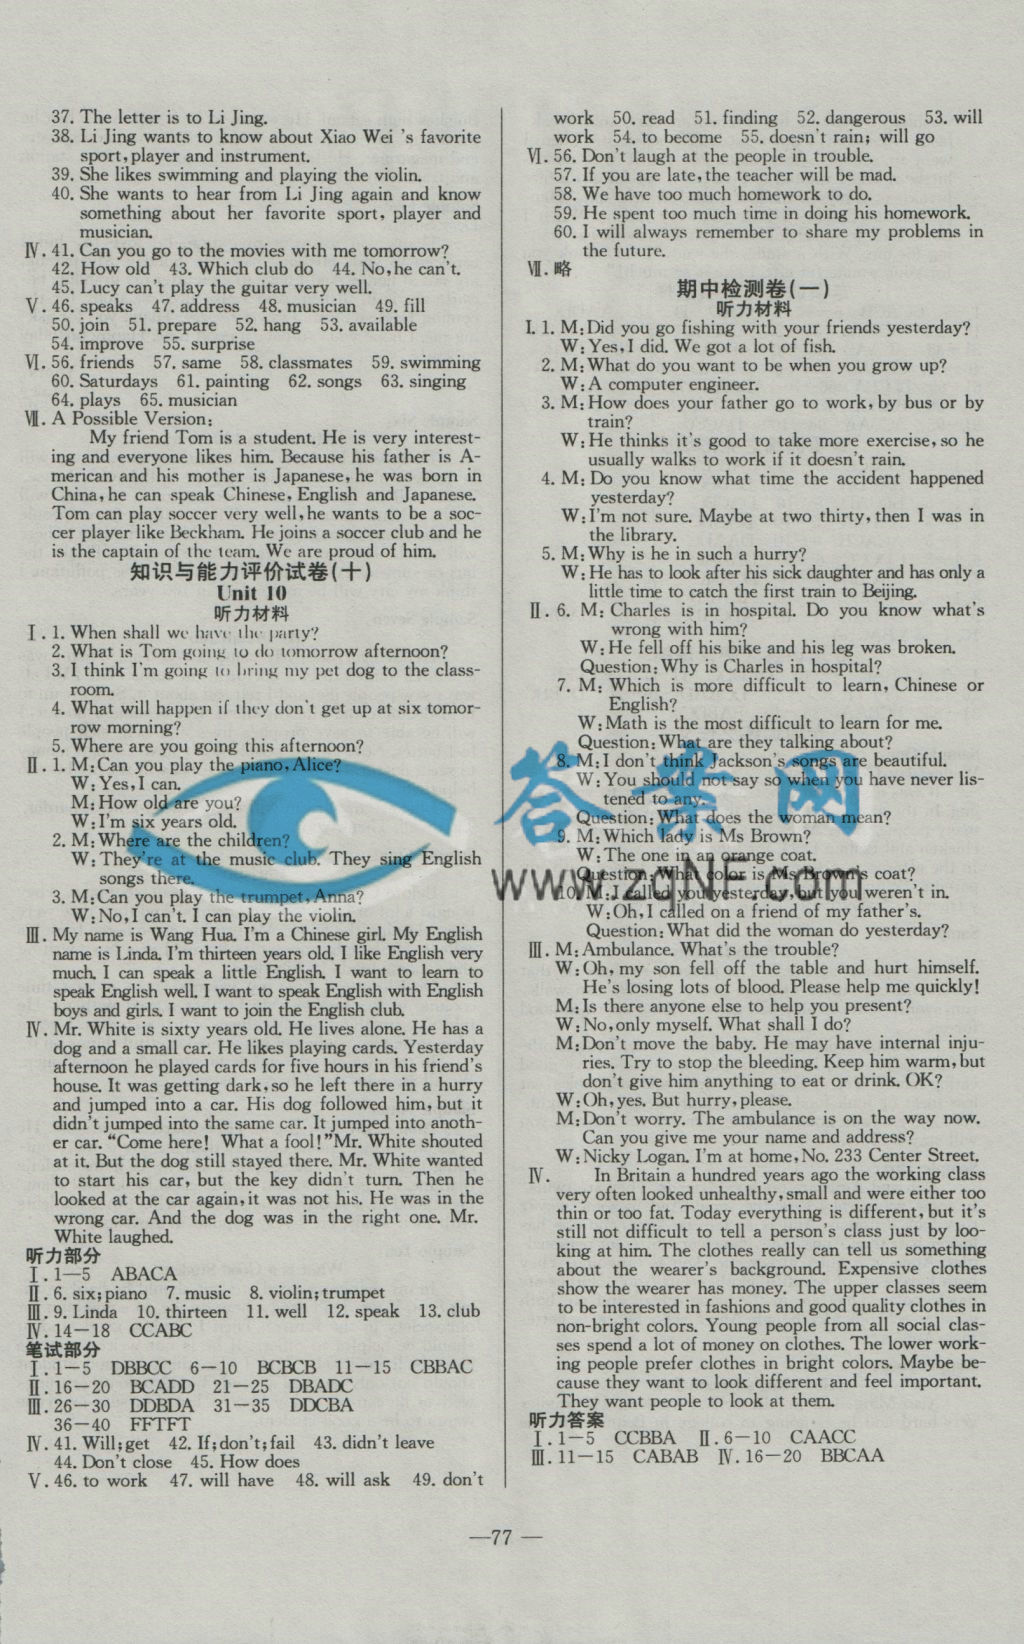 37. The letter is to Li Jing.
38. Li Jing wants to know about Xiao Wei 's favorite
sport, player and instrument.
39. She likes swimming and playing the violin.
40. She wants to hear from Li Jing again and know
something about her favorite sport, player and
musician.
Ⅳ. 41. Can you go to the movies with me tomorrow?
42. How old 43. Which club do 44. No, he can't.
45. Lucy can't play the guitar very well.
Ⅴ. 46. speaks 47. address 48. musician 49. fill
50. join 51. prepare 52. hang 53. available
54. improve 55. surprise
Ⅵ. 56. friends 57. same 58. classmates 59. swimming
60. Saturdays 61. painting 62. songs 63. singing
64. plays 65. musician
Ⅶ. A Possible Version:
My friend Tom is a student. He is very interest-
ing and everyone likes him. Because his father is A-
merican and his mother is Japanese, he was born in
China, he can speak Chinese, English and Japanese.
Tom can play soccer very well, he wants to be a soc-
cer player like Beckham. He joins a soccer club and he
is the captain of the team. We are proud of him.
知识与能力评价试卷(十)
Unit 10
听力材料
Ⅰ. 1. When shall we have the party?
2. What is Tom going to do tomorrow afternoon?
3. I think I'm going to bring my pet dog to the class-
room.
4. What will happen if they don't get up at six tomor-
row morning?
5. Where are you going this afternoon?
Ⅱ. 1. M: Can you play the piano, Alice?
W: Yes, I can.
M: How old are you?
W: I'm six years old.
2. M: Where are the children?
W: They're at the music club. They sing English
songs there.
3. M: Can you play the trumpet, Anna?
W: No, I can't. I can play the violin.
Ⅲ. My name is Wang Hua. I'm a Chinese girl. My English
name is Linda. I'm thirteen years old. I like English very
much. I can speak a little English. I want to learn to
speak English well. I want to speak English with English
boys and girls. I want to join the English club.
Ⅳ. Mr. White is sixty years old. He lives alone. He has a
dog and a small car. He likes playing cards. Yesterday
afternoon he played cards for five hours in his friend's
house. It was getting dark, so he left there in a hurry
and jumped into a car. His dog followed him, but it
didn't jumped into the same car. It jumped into anoth-
er car. "Come here! What a fool!" Mr. White shouted
at it. But the dog still stayed there. Mr. White wanted
to start his car, but the key didn't turn. Then he
looked at the car again, it was not his. He was in the
wrong car. And the dog was in the right one. Mr.
White laughed.
听力部分
Ⅰ. 1—5 ABACA
Ⅱ. 6. six; piano 7. music 8. violin; trumpet
Ⅲ. 9. Linda 10. thirteen 11. well 12. speak 13. club
Ⅳ. 14—18 CCABC
笔试部分
Ⅰ. 1—5 DBBCC 6—10 BCBCB 11—15 CBBAC
Ⅱ. 16—20 BCADD 21—25 DBADC
Ⅲ. 26—30 DDBDA 31—35 DDCBA
36—40 FFTFT
Ⅳ. 41. Will; get 42. If; don't; fail 43. didn't leave
44. Don't close 45. How does
Ⅴ. 46. to work 47. will have 48. will ask 49. don't
work 50. read 51. finding 52. dangerous 53. will
work 54. to become 55. doesn't rain; will go
Ⅵ. 56. Don't laugh at the people in trouble.
57. If you are late, the teacher will be mad.
58. We have too much homework to do.
59. He spent too much time in doing his homework.
60. I will always remember to share my problems in
the future.
Ⅶ. 略
期中检测卷(一)
听力材料
Ⅰ. 1. M: Did you go fishing with your friends yesterday?
W: Yes, I did. We got a lot of fish.
2. M: What do you want to be when you grow up?
W: A computer engineer.
3. M: How does your father go to work, by bus or by
train?
W: He thinks it's good to take more exercise, so he
usually walks to work if it doesn't rain.
4. M: Do you know what time the accident happened
yesterday?
W: I'm not sure. Maybe at two thirty, then I was in
the library.
5. M: Why is he in such a hurry?
W: He has to look after his sick daughter and has only a
little time to catch the first train to Beijing.
Ⅱ. 6. M: Charles is in hospital. Do you know what's
wrong with him?
W: He fell off his bike and his leg was broken.
Question: Why is Charles in hospital?
7. M: Which is more difficult to learn, Chinese or
English?
W: Math is the most difficult to learn for me.
Question: What are they talking about?
8. M: I don't think Jackson's songs are beautiful.
W: You should not say so when you have never lis-
tened to any.
Question: What does the woman mean?
9. M: Which lady is Ms Brown?
W: The one in an orange coat.
Question: What color is Ms Brown's coat?
10. M: I called you yesterday, but you weren't in.
W: Oh, I called on a friend of my father's.
Question: What did the woman do yesterday?
Ⅲ. M: Ambulance. What's the trouble?
W: Oh, my son fell off the table and hurt himself.
He's losing lots of blood. Please help me quickly!
M: Is there anyone else to help you present?
W: No, only myself. What shall I do?
M: Don't move the baby. He may have internal inju-
ries. Try to stop the bleeding. Keep him warm, but
don't give him anything to eat or drink. OK?
W: Oh, yes. But hurry, please.
M: Don't worry. The ambulance is on the way now.
Can you give me your name and address?
W: Nicky Logan. I'm at home, No. 233 Center Street.
Ⅳ. In Britain a hundred years ago the working class
very often looked unhealthy, small and were either too
thin or too fat. Today everything is different, but it's
still not difficult to tell a person's class just by loo-
king at him. The clothes really can tell us something
about the wearer's background. Expensive clothes
show the wearer has money. The upper classes seem
to be interested in fashions and good quality clothes in
non-bright colors. Young people from all social clas-
ses spend a lot of money on clothes. The lower work-
ing people prefer clothes in bright colors. Maybe be-
cause they want to look different and feel important.
They want people to look at them.
听力答案
Ⅰ. 1—5 CCBBA Ⅱ. 6—10 CAACC
Ⅲ. 11—15 CABAB Ⅳ. 16—20 BBCAA
—77—
答案网
www.zqNF.com